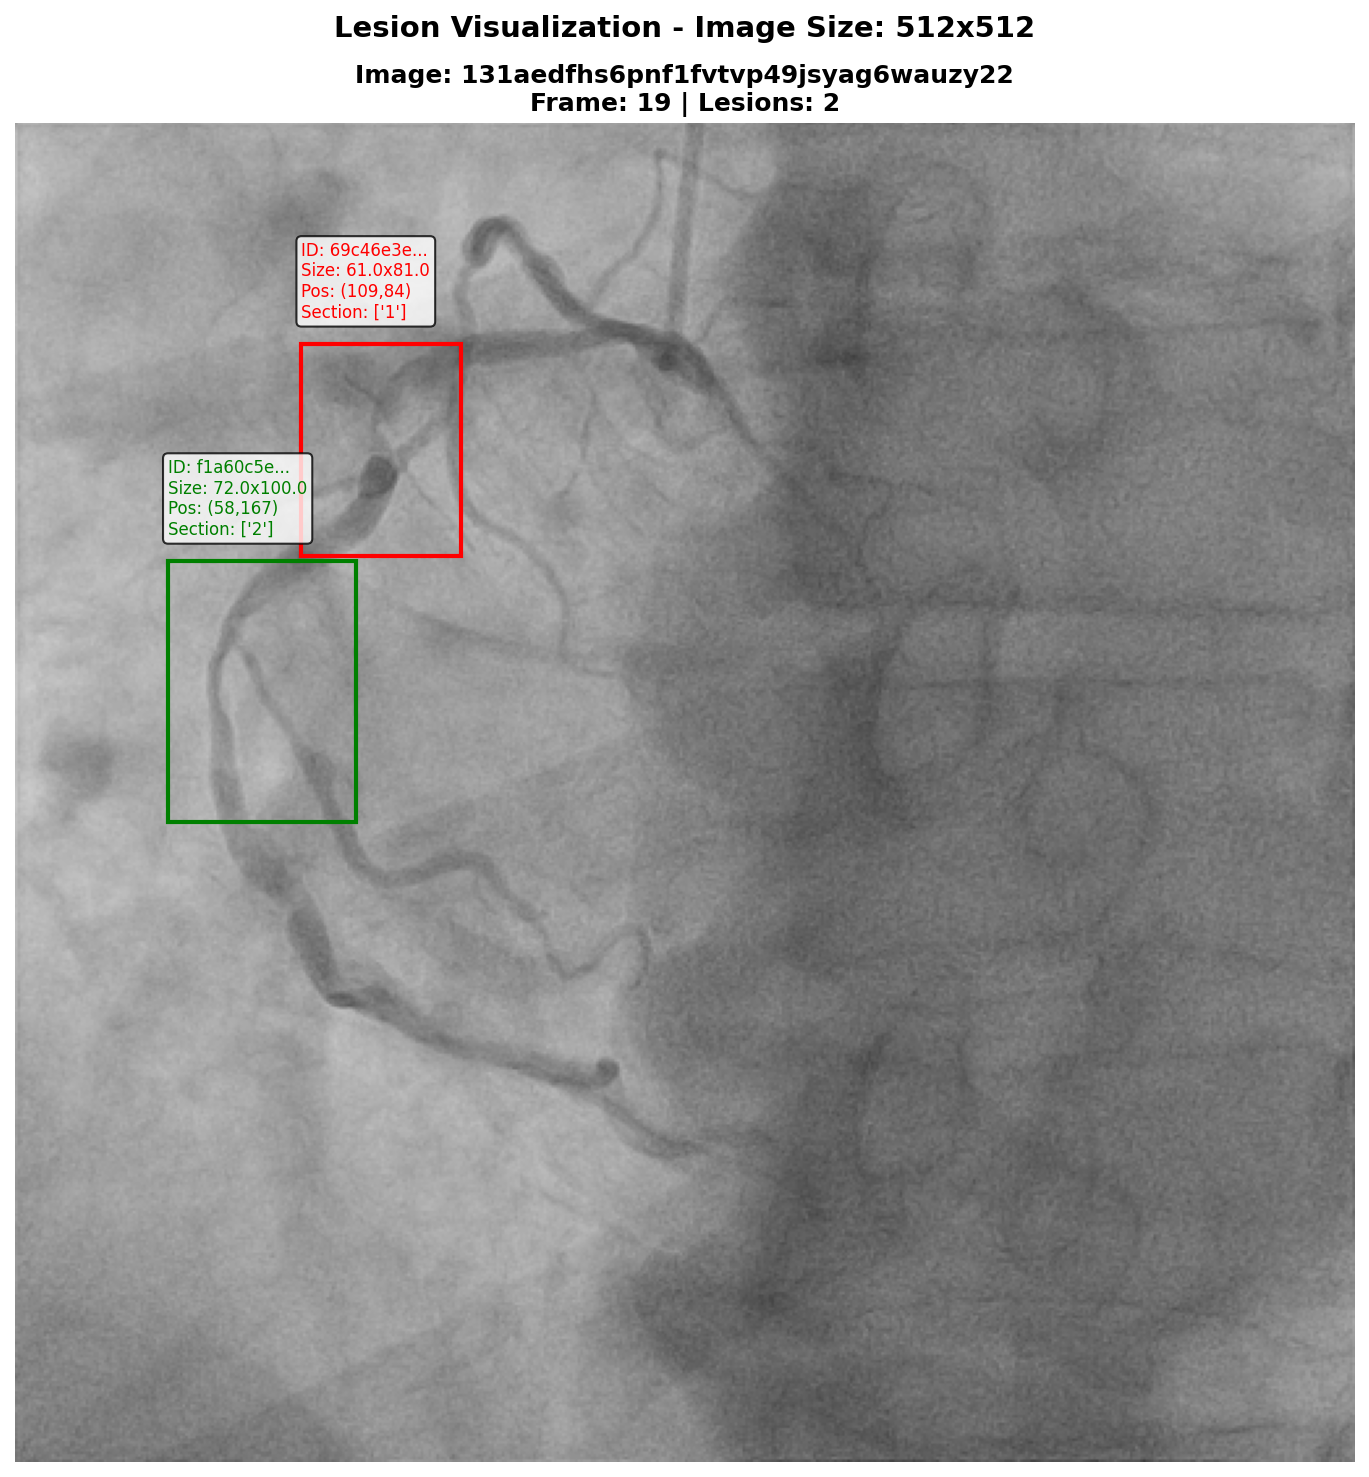 Lesion Visualization - Image Size: 512x512
Image: 131aedfhs6pnf1fvtvp49jsyag6wauzy22
Frame: 19 | Lesions: 2
ID: 69c46e3e...
Size: 61.0x81.0
Pos: (109,84)
Section: ['1']
ID: f1a60c5e...
Size: 72.0x100.0
Pos: (58,167)
Section: ['2']